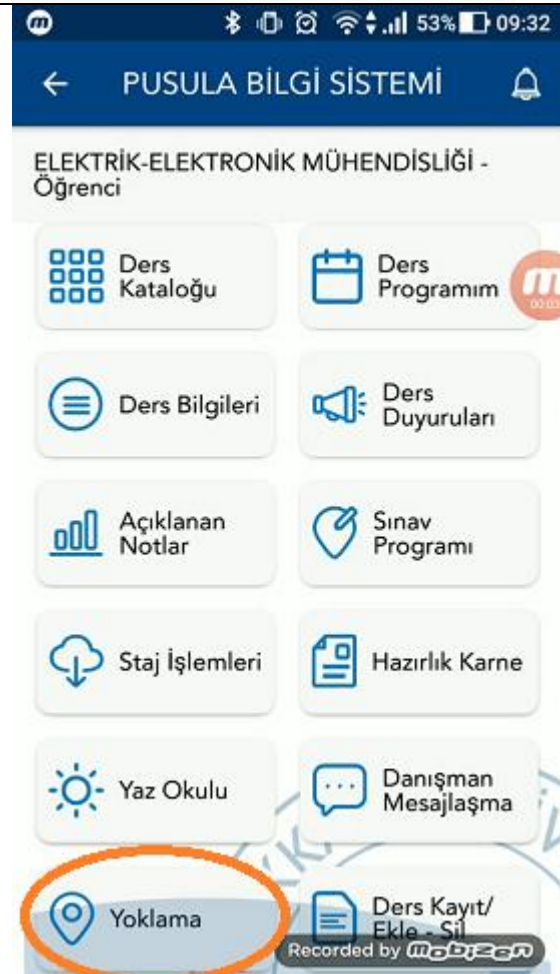 53% 09:32
PUSULA BİLGİ SİSTEMİ
ELEKTRİK-ELEKTRONİK MÜHENDİSLİĞİ -
Öğrenci
Ders
Kataloğu
Ders
Programım
00:03
Ders Bilgileri
Ders
Duyuruları
Açıklanan
Notlar
Sınav
Programı
Staj İşlemleri
Hazırlık Karne
Yaz Okulu
Danışman
Mesajlaşma
Yoklama
Ders Kayıt/
Ekle - Sil
Recorded by mobizen